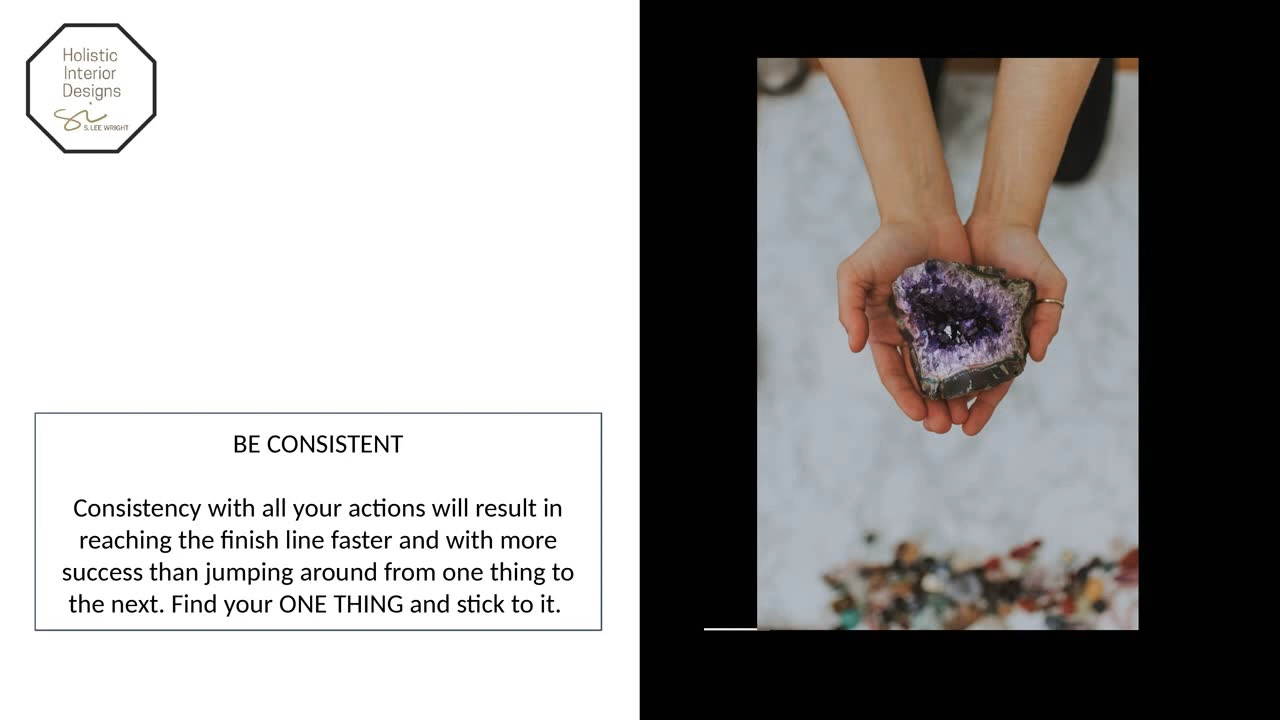 Holistic
Interior
Designs
S. LEE WRIGHT
BE CONSISTENT
Consistency with all your actions will result in
reaching the finish line faster and with more
success than jumping around from one thing to
the next. Find your ONE THING and stick to it.